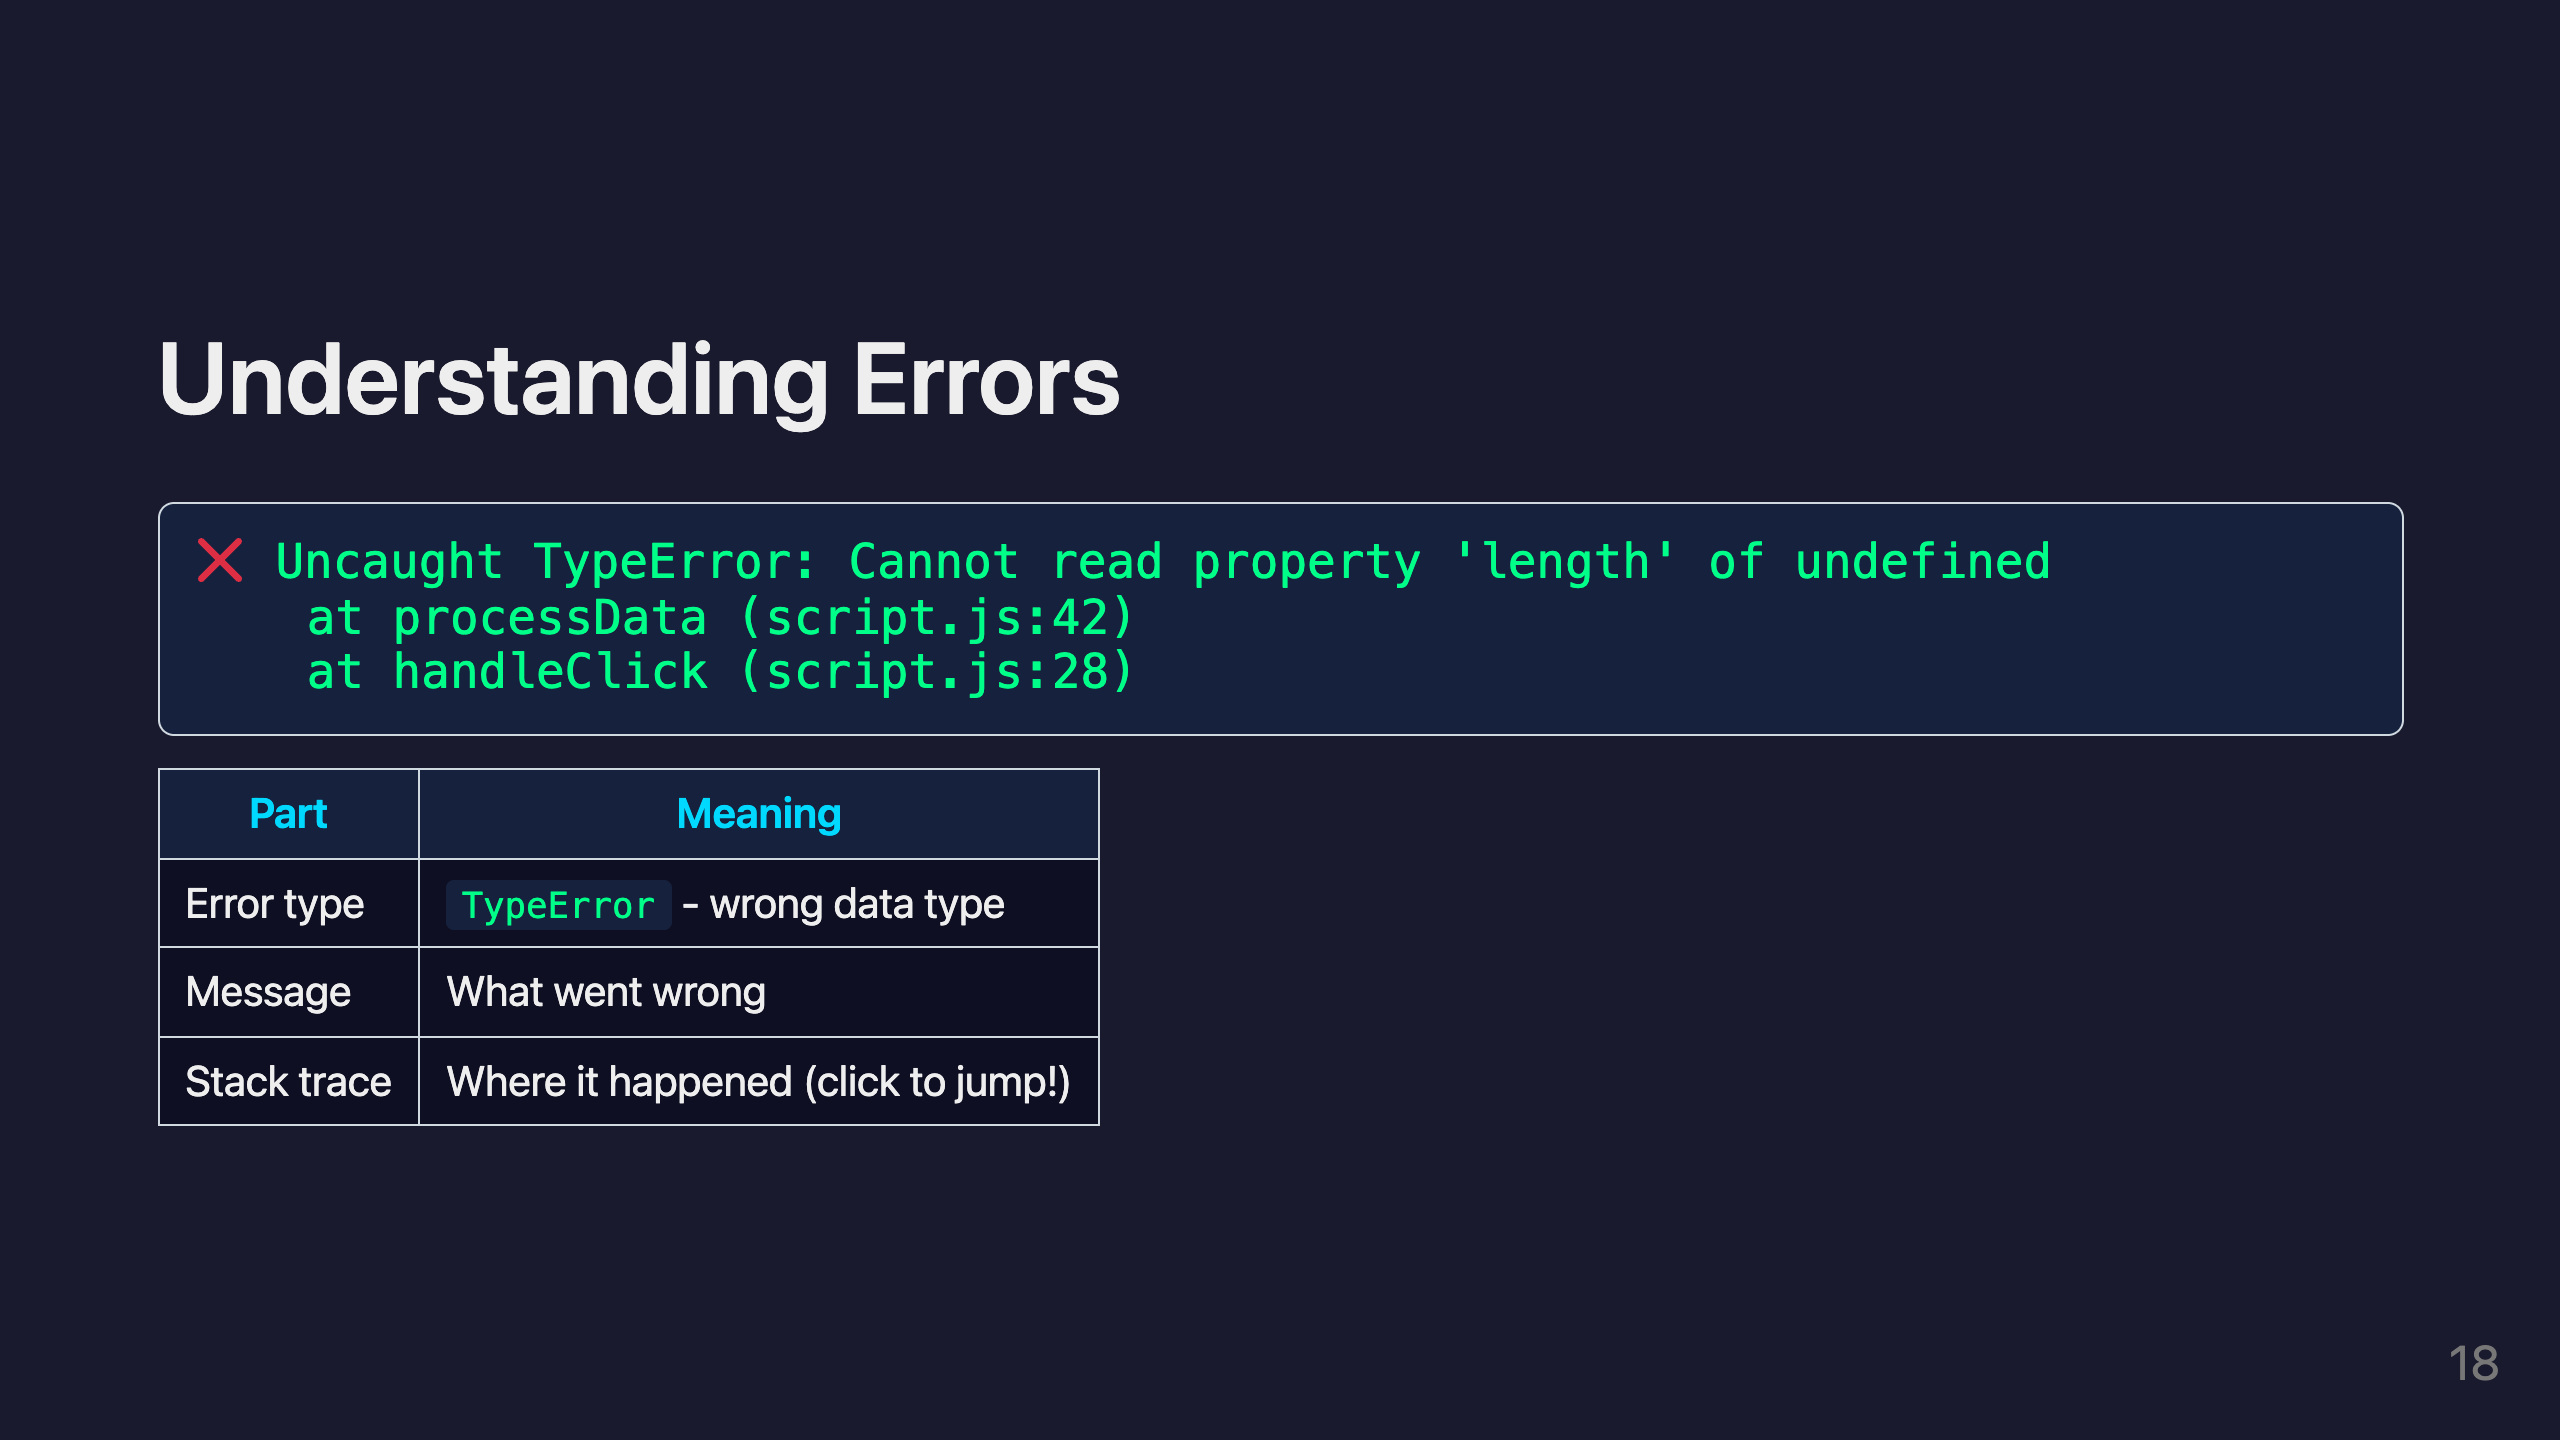 Understanding Errors
❌ Uncaught TypeError: Cannot read property 'length' of undefined
at processData (script.js:42)
at handleClick (script.js:28)
Part Meaning
Error type TypeError - wrong data type
Message What went wrong
Stack trace Where it happened (click to jump!)
18